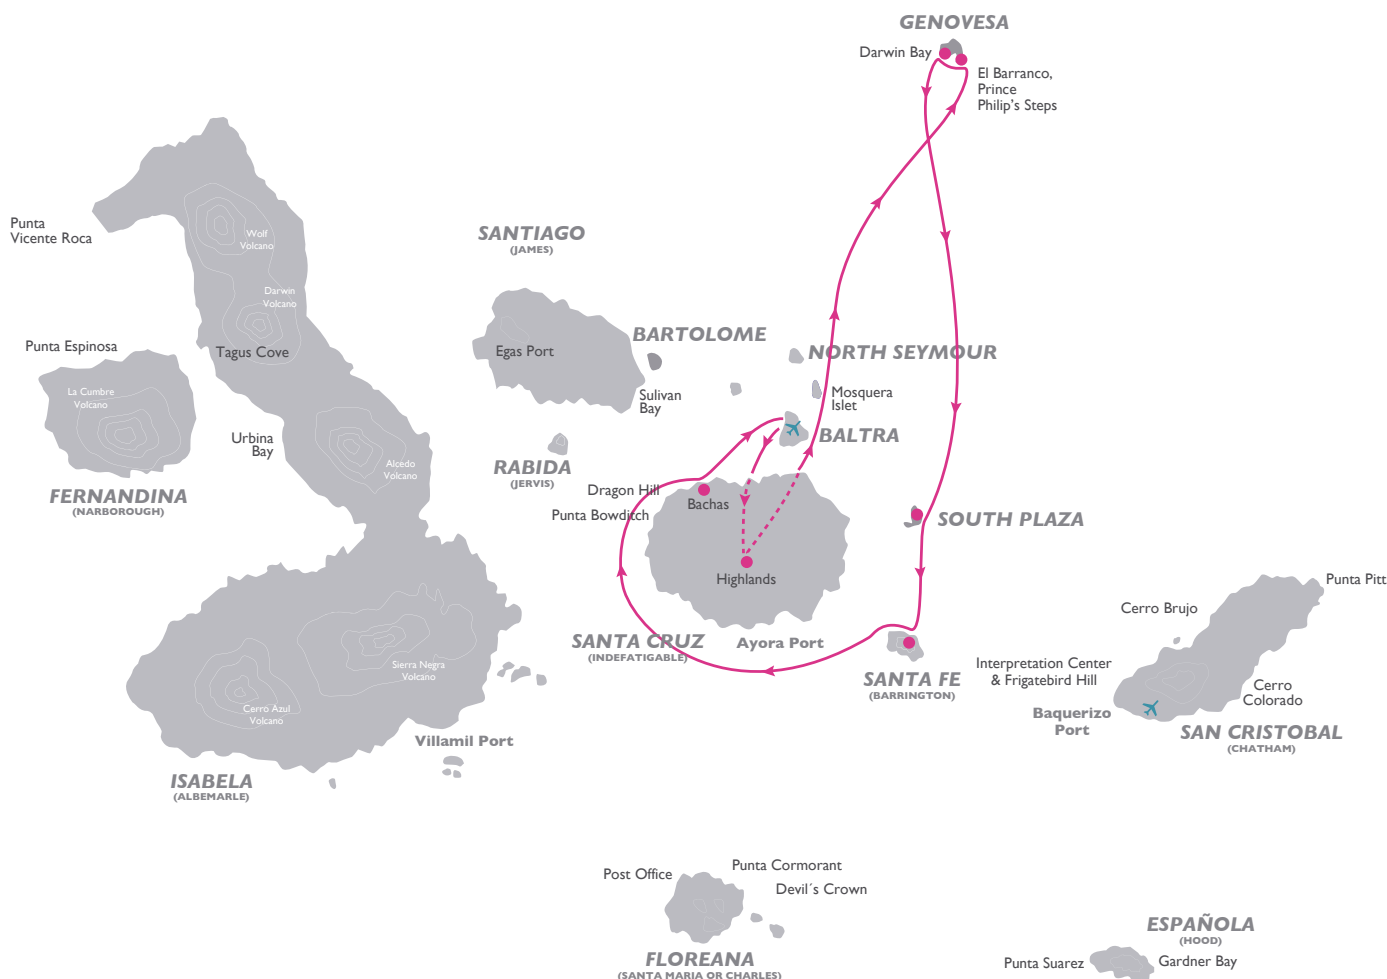 GENOVESA
Darwin Bay
El Barranco,
Prince
Philip's Steps
Punta
Vicente Roca
Wolf
Volcano
SANTIAGO
(JAMES)
Darwin
Volcano
Punta Espinosa
Tagus Cove
Egas Port
BARTOLOME
NORTH SEYMOUR
La Cumbre
Volcano
Sulivan
Bay
Mosquera
Islet
Urbina
Bay
BALTRA
Alcedo
Volcano
RABIDA
(JERVIS)
FERNANDINA
(NARBOROUGH)
Dragon Hill
Bachas
Punta Bowditch
SOUTH PLAZA
Highlands
Punta Pitt
Cerro Brujo
SANTA CRUZ
(INDEFATIGABLE)
Ayora Port
SANTA FE
(BARRINGTON)
Interpretation Center
& Frigatebird Hill
Sierra Negra
Volcano
Cerro
Colorado
Cerro Azul
Volcano
Baquerizo
Port
SAN CRISTOBAL
(CHATHAM)
Villamil Port
ISABELA
(ALBEMARLE)
Post Office
Punta Cormorant
Devil´s Crown
FLOREANA
(SANTA MARIA OR CHARLES)
ESPAÑOLA
(HOOD)
Punta Suarez
Gardner Bay